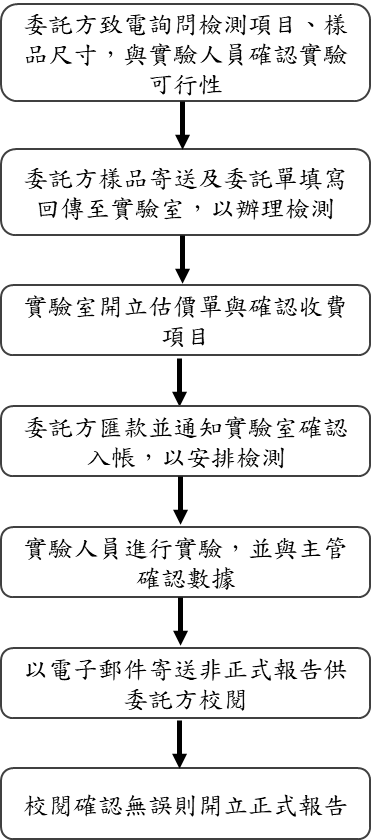 委託方致電詢問檢測項目、樣
品尺寸，與實驗人員確認實驗
可行性
委託方樣品寄送及委託單填寫
回傳至實驗室，以辦理檢測
實驗室開立估價單與確認收費
項目
委託方匯款並通知實驗室確認
入帳，以安排檢測
實驗人員進行實驗，並與主管
確認數據
以電子郵件寄送非正式報告供
委託方校閱
校閱確認無誤則開立正式報告